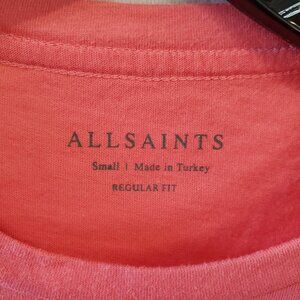 ALLSAINTS
Small | Made in Turkey
REGULAR FIT